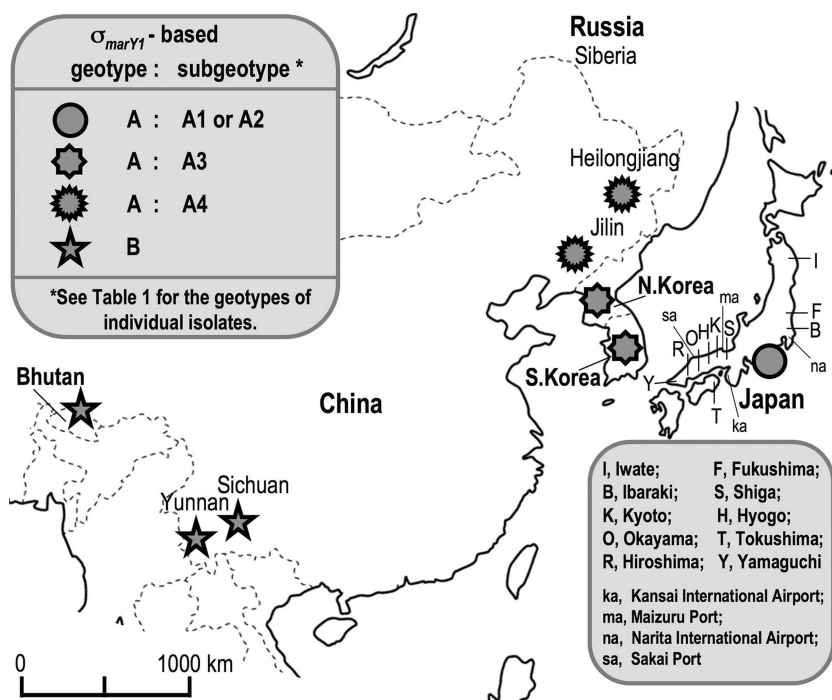 σmarY1 - based
geotype : subgeotype *
A : A1 or A2
A : A3
A : A4
B
*See Table 1 for the geotypes of
individual isolates.
Russia
Siberia
Heilongjiang
Jilin
N.Korea
S.Korea
China
Bhutan
Sichuan
Yunnan
Japan
I
F
B
na
ma
sa
R
O
H
K
S
Y
T
ka
I, Iwate; F, Fukushima;
B, Ibaraki; S, Shiga;
K, Kyoto; H, Hyogo;
O, Okayama; T, Tokushima;
R, Hiroshima; Y, Yamaguchi
ka, Kansai International Airport;
ma, Maizuru Port;
na, Narita International Airport;
sa, Sakai Port
0 1000 km